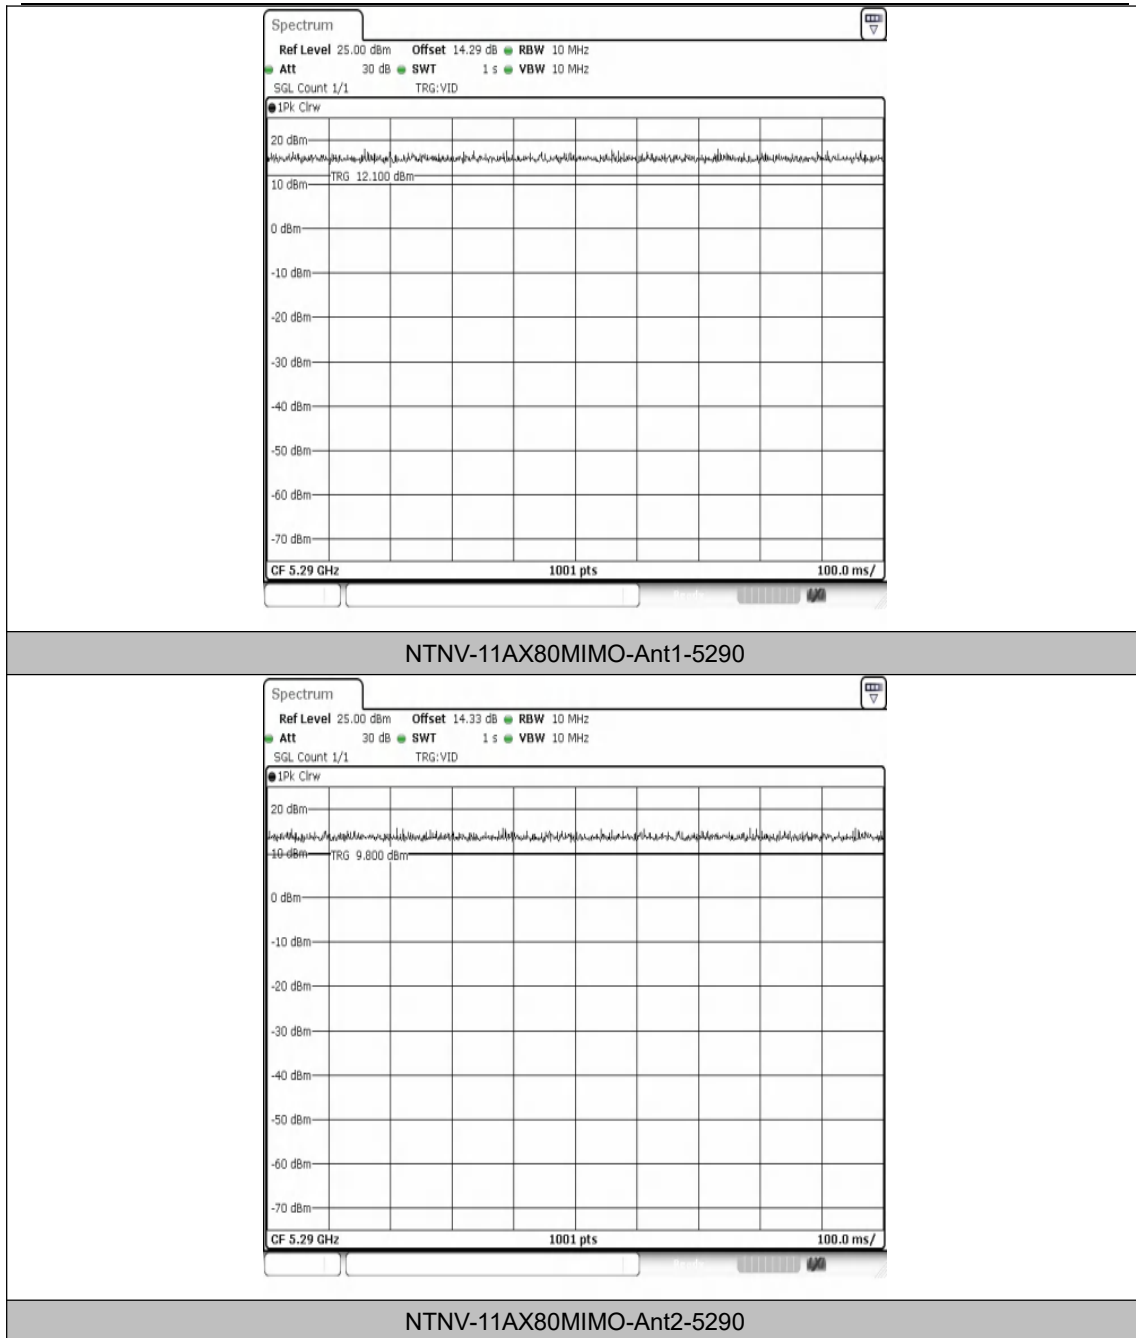 Spectrum
Ref Level 25.00 dBm Offset 14.29 dB RBW 10 MHz
Att 30 dB SWT 1 s VBW 10 MHz
SGL Count 1/1 TRG:VID
1Pk Clrw
20 dBm
TRG 12.100 dBm
10 dBm
0 dBm
-10 dBm
-20 dBm
-30 dBm
-40 dBm
-50 dBm
-60 dBm
-70 dBm
CF 5.29 GHz 1001 pts 100.0 ms/
NTNV-11AX80MIMO-Ant1-5290
Spectrum
Ref Level 25.00 dBm Offset 14.33 dB RBW 10 MHz
Att 30 dB SWT 1 s VBW 10 MHz
SGL Count 1/1 TRG:VID
1Pk Clrw
20 dBm
10 dBm TRG 9.800 dBm
0 dBm
-10 dBm
-20 dBm
-30 dBm
-40 dBm
-50 dBm
-60 dBm
-70 dBm
CF 5.29 GHz 1001 pts 100.0 ms/
NTNV-11AX80MIMO-Ant2-5290